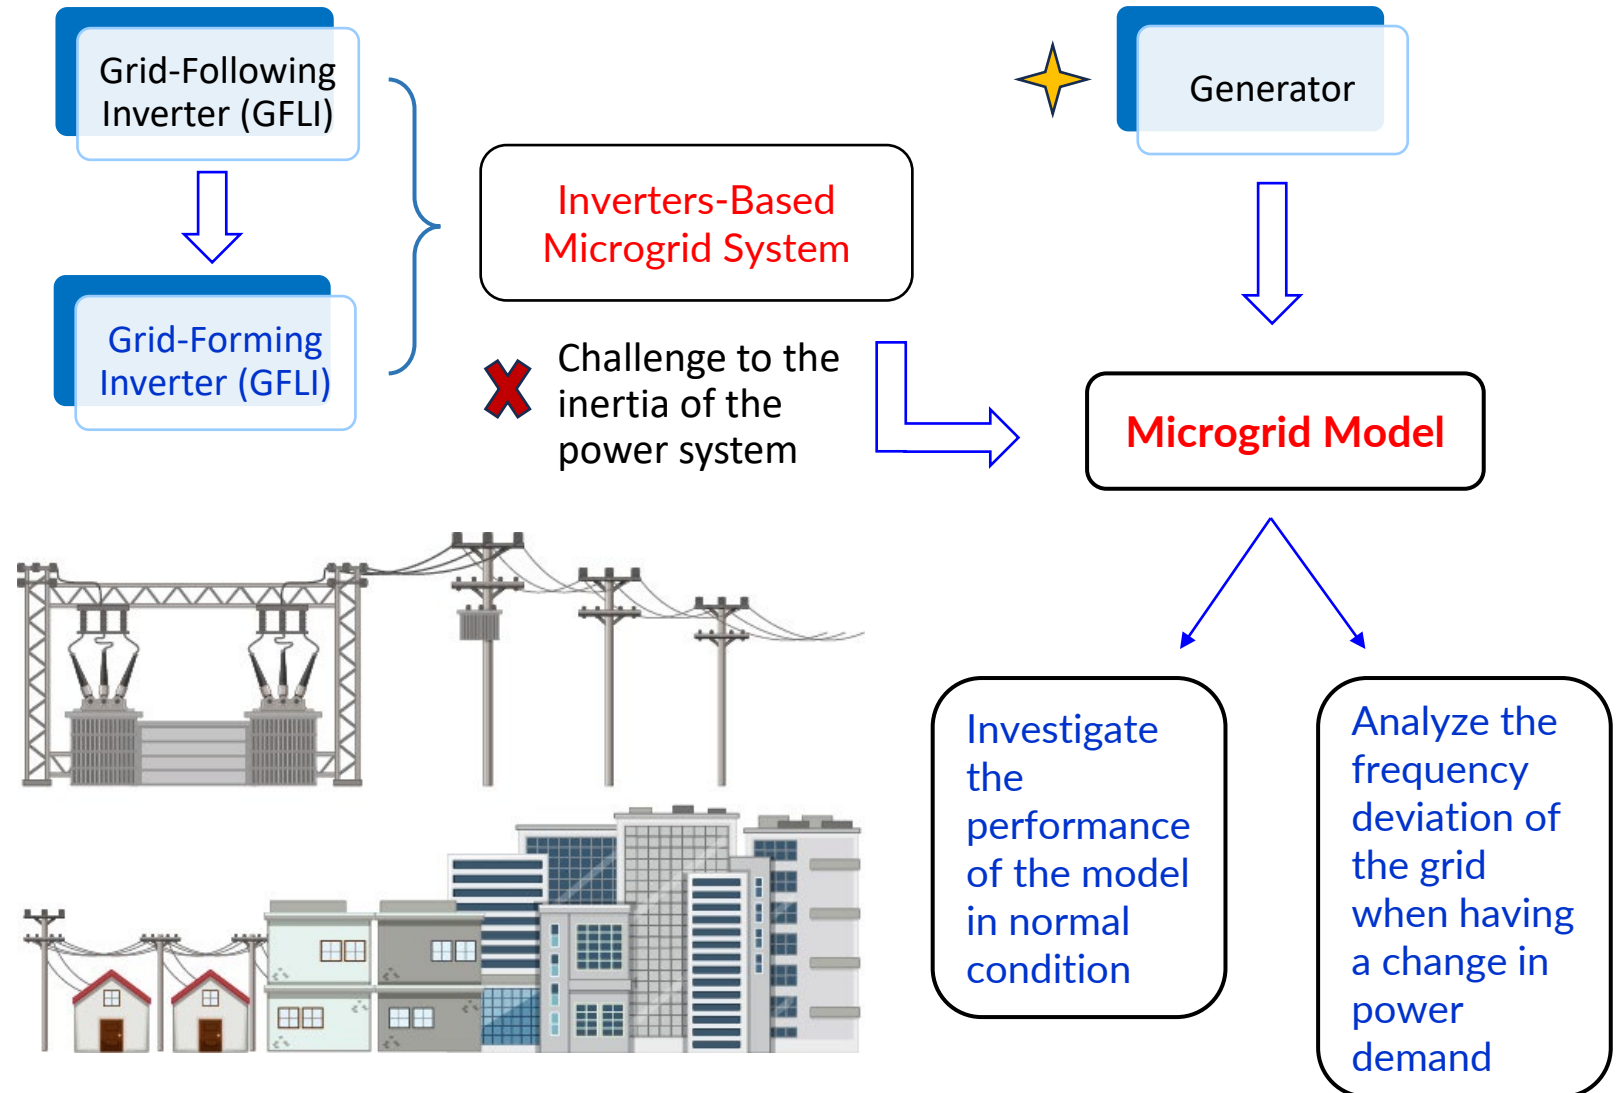 Grid-Following
Inverter (GFLI)
Grid-Forming
Inverter (GFLI)
Inverters-Based
Microgrid System
Challenge to the
inertia of the
power system
Generator
Microgrid Model
Investigate
the
performance
of the model
in normal
condition
Analyze the
frequency
deviation of
the grid
when having
a change in
power
demand